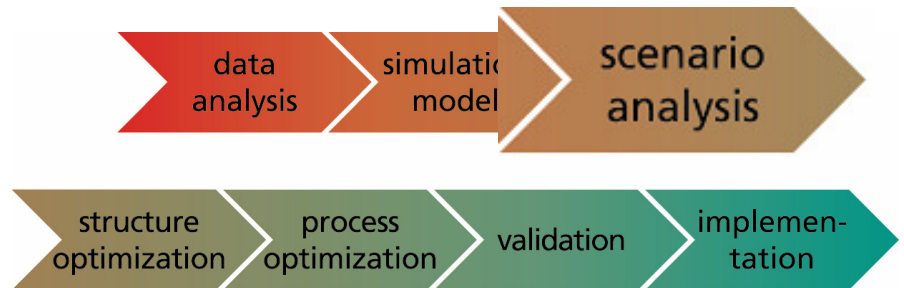 data
analysis
simulatio
model
scenario
analysis
structure
optimization
process
optimization
validation
implemen-
tation